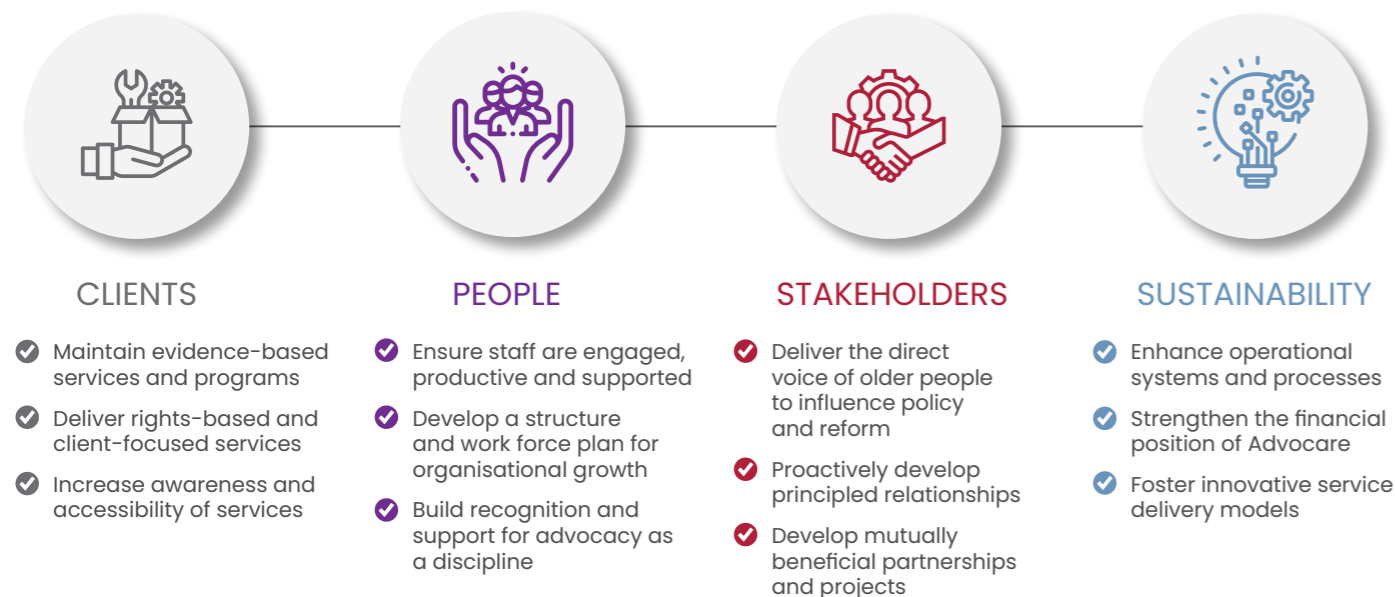 CLIENTS
Maintain evidence-based
services and programs
Deliver rights-based and
client-focused services
Increase awareness and
accessibility of services
PEOPLE
Ensure staff are engaged,
productive and supported
Develop a structure
and work force plan for
organisational growth
Build recognition and
support for advocacy as
a discipline
STAKEHOLDERS
Deliver the direct
voice of older people
to influence policy
and reform
Proactively develop
principled relationships
Develop mutually
beneficial partnerships
and projects
SUSTAINABILITY
Enhance operational
systems and processes
Strengthen the financial
position of Advocare
Foster innovative service
delivery models